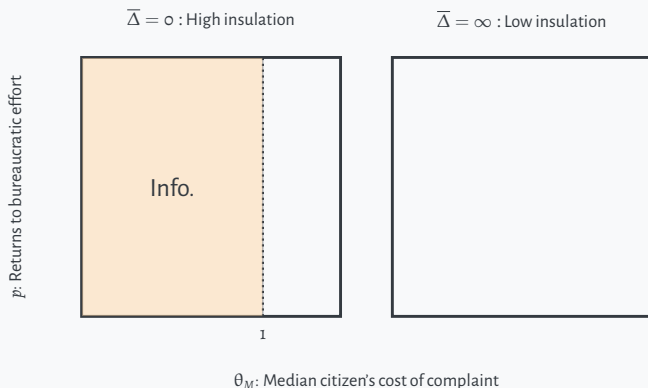 Δ̅ = 0 : High insulation
Δ̅ = ∞ : Low insulation
p: Returns to bureaucratic effort
Info.
1
θ_M: Median citizen's cost of complaint